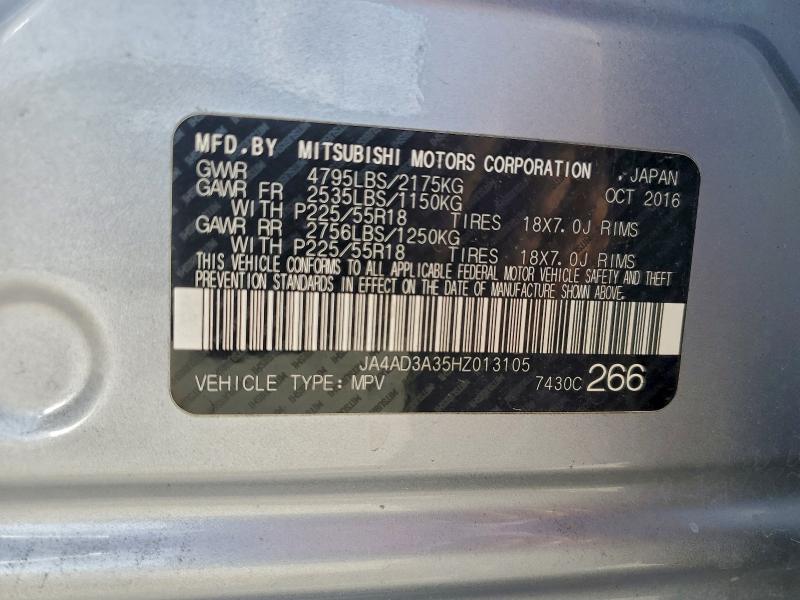 MFD.BY MITSUBISHI MOTORS CORPORATION , JAPAN
GVWR 4795LBS/2175KG OCT 2016
GAWR FR 2535LBS/1150KG
WITH P225/55R18 TIRES 18X7.0J RIMS
GAWR RR 2756LBS/1250KG
WITH P225/55R18 TIRES 18X7.0J RIMS
THIS VEHICLE CONFORMS TO ALL APPLICABLE FEDERAL MOTOR VEHICLE SAFETY AND THEFT
PREVENTION STANDARDS IN EFFECT ON THE DATE OF MANUFACTURE SHOWN ABOVE.
JA4AD3A35HZ013105
VEHICLE TYPE: MPV 7430C 266